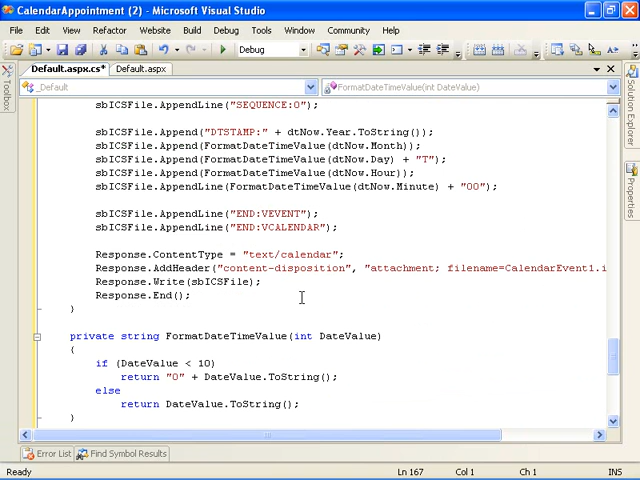 CalendarAppointment (2) - Microsoft Visual Studio
File Edit View Refactor Website Build Debug Tools Window Community Help
Debug
Default.aspx.cs* Default.aspx
_Default FormatDateTimeValue(int DateValue)
Toolbox
Solution Explorer
Properties
sbICSFile.AppendLine("SEQUENCE:0");
sbICSFile.Append("DTSTAMP:" + dtNow.Year.ToString());
sbICSFile.Append(FormatDateTimeValue(dtNow.Month));
sbICSFile.Append(FormatDateTimeValue(dtNow.Day) + "T");
sbICSFile.Append(FormatDateTimeValue(dtNow.Hour));
sbICSFile.AppendLine(FormatDateTimeValue(dtNow.Minute) + "00");
sbICSFile.AppendLine("END:VEVENT");
sbICSFile.AppendLine("END:VCALENDAR");
Response.ContentType = "text/calendar";
Response.AddHeader("content-disposition", "attachment; filename=CalendarEvent1.i
Response.Write(sbICSFile);
Response.End();
}
private string FormatDateTimeValue(int DateValue)
{
if (DateValue < 10)
return "0" + DateValue.ToString();
else
return DateValue.ToString();
}
Error List Find Symbol Results
Ready Ln 167 Col 1 Ch 1 INS